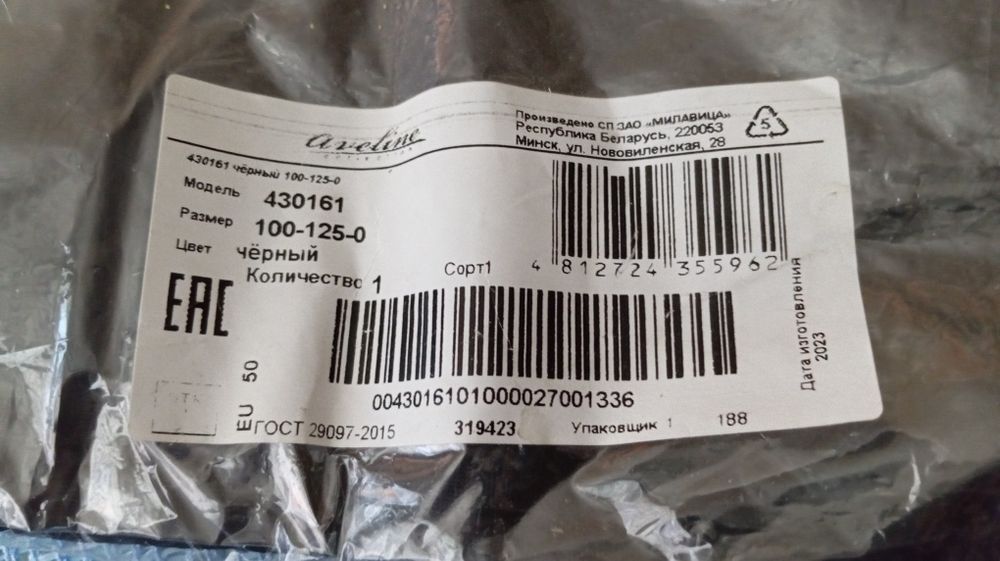 aveline
COLLECTION
Произведено СП ЗАО «МИЛАВИЦА»
Республика Беларусь, 220053
Минск, ул. Нововиленская, 28
5
430161 чёрный 100-125-0
Модель 430161
Размер 100-125-0
Цвет чёрный
Количество 1
Сорт1
4 812724 355962
Дата изготовления
2023
EAC
EU 50
0043016101000027001336
ГОСТ 29097-2015 319423 Упаковщик 1 188